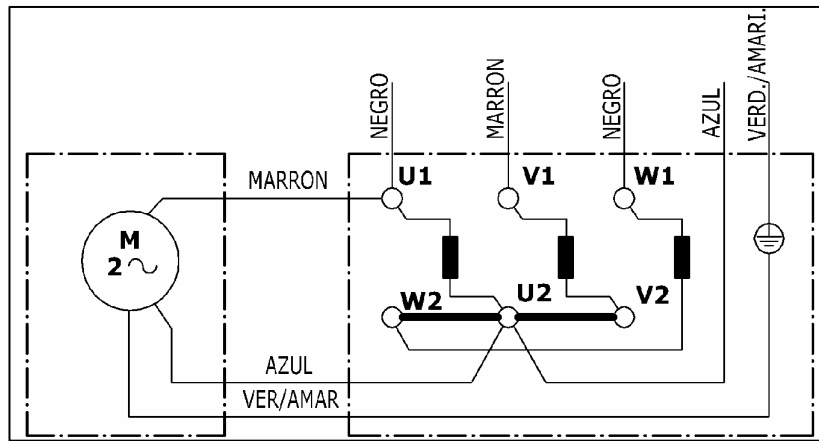 NEGRO
MARRON
NEGRO
AZUL
VERD./AMARI.
MARRON
U1
V1
W1
M
2
W2
U2
V2
AZUL
VER/AMAR